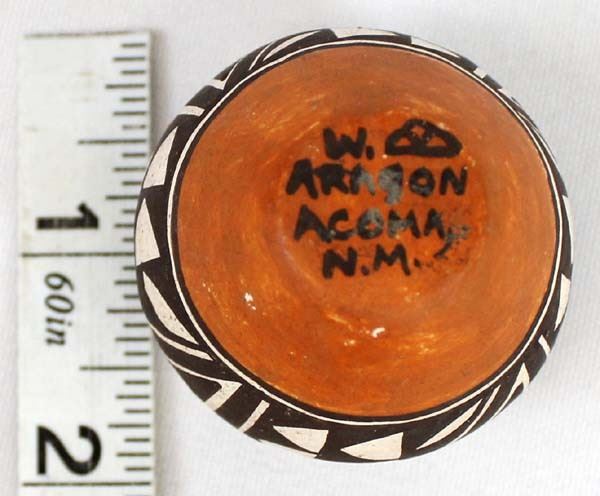 W.
ARAGON
ACOMA,
N.M.
1
60in
2